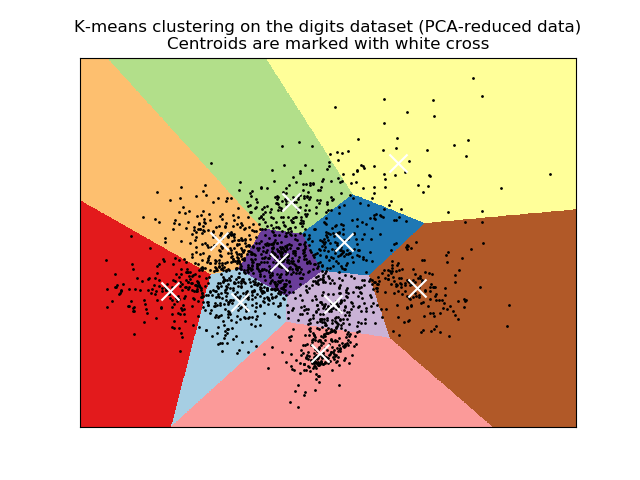 K-means clustering on the digits dataset (PCA-reduced data)
Centroids are marked with white cross